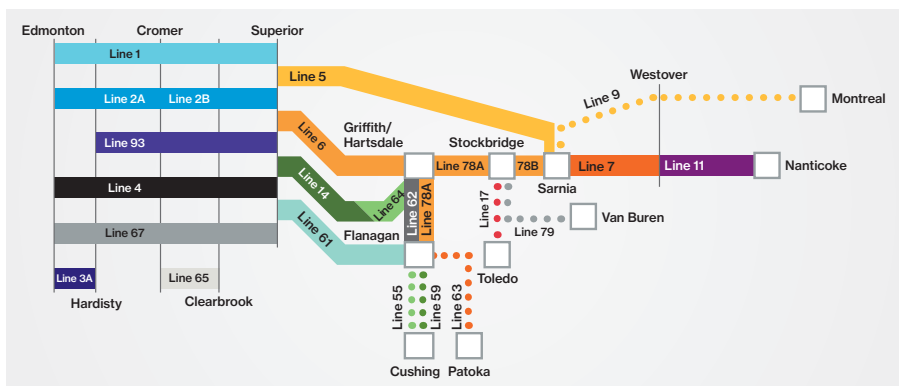 Edmonton
Cromer
Superior
Line 1
Line 5
Westover
Line 2A
Line 2B
Line 9
Montreal
Line 93
Line 6
Griffith/
Hartsdale
Stockbridge
Line 78A
78B
Line 7
Line 11
Nanticoke
Sarnia
Line 4
Line 14
Line 64
Line 62
Line 78A
Line 17
Van Buren
Line 67
Line 61
Flanagan
Line 79
Line 3A
Line 65
Toledo
Hardisty
Clearbrook
Line 55
Line 59
Line 63
Cushing
Patoka